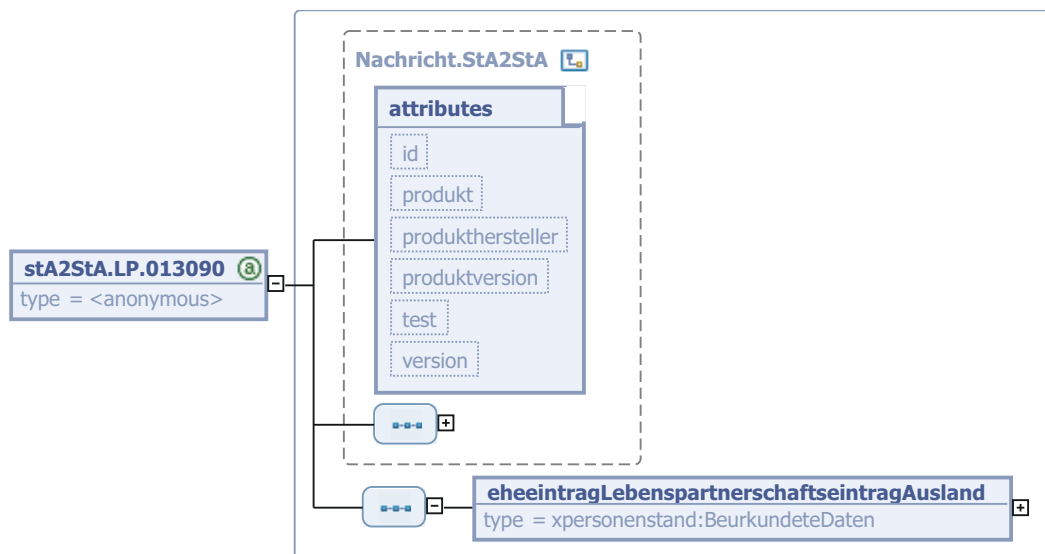 Nachricht.StA2StA
attributes
id
produkt
produkthersteller
produktversion
test
version
stA2StA.LP.013090 a
type = <anonymous>
eheeintragLebenspartnerschaftseintragAusland
type = xpersonenstand:BeurkundeteDaten